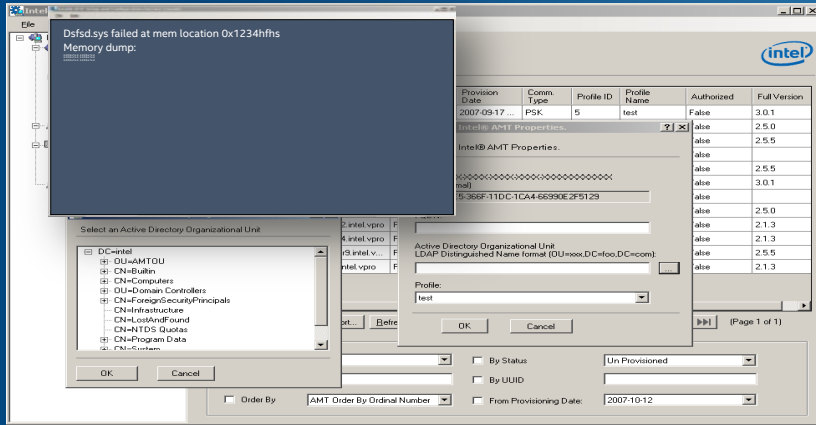 Intel
File
Dsfsd.sys failed at mem location 0x1234hfhs
Memory dump:
intel
Provision Date
Comm. Type
Profile ID
Profile Name
Authorized
Full Version
2007-09-17 ...
PSK
5
test
False
3.0.1
alse
2.5.0
alse
2.5.5
alse
alse
2.5.5
alse
3.0.1
alse
alse
2.5.0
alse
2.1.3
alse
2.1.3
alse
2.5.5
alse
2.1.3
Intel® AMT Properties.
Intel® AMT Properties.
mal)
5-366F-11DC-1CA4-66990E2F5129
Active Directory Organizational Unit
LDAP Distinguished Name format (OU=xxx,DC=foo,DC=com):
...
Profile:
test
OK
Cancel
2.intel.vpro
4.intel.vpro
r9.intel.v...
ntel.vpro
Select an Active Directory Organizational Unit
DC=intel
OU=AMTOU
CN=Builtin
CN=Computers
OU=Domain Controllers
CN=ForeignSecurityPrincipals
CN=Infrastructure
CN=LostAndFound
CN=NTDS Quotas
CN=Program Data
CN=System
OK
Cancel
ort...
Refre
(Page 1 of 1)
By Status
Un Provisioned
By UUID
Order By
AMT Order By Ordinal Number
From Provisioning Date:
2007-10-12